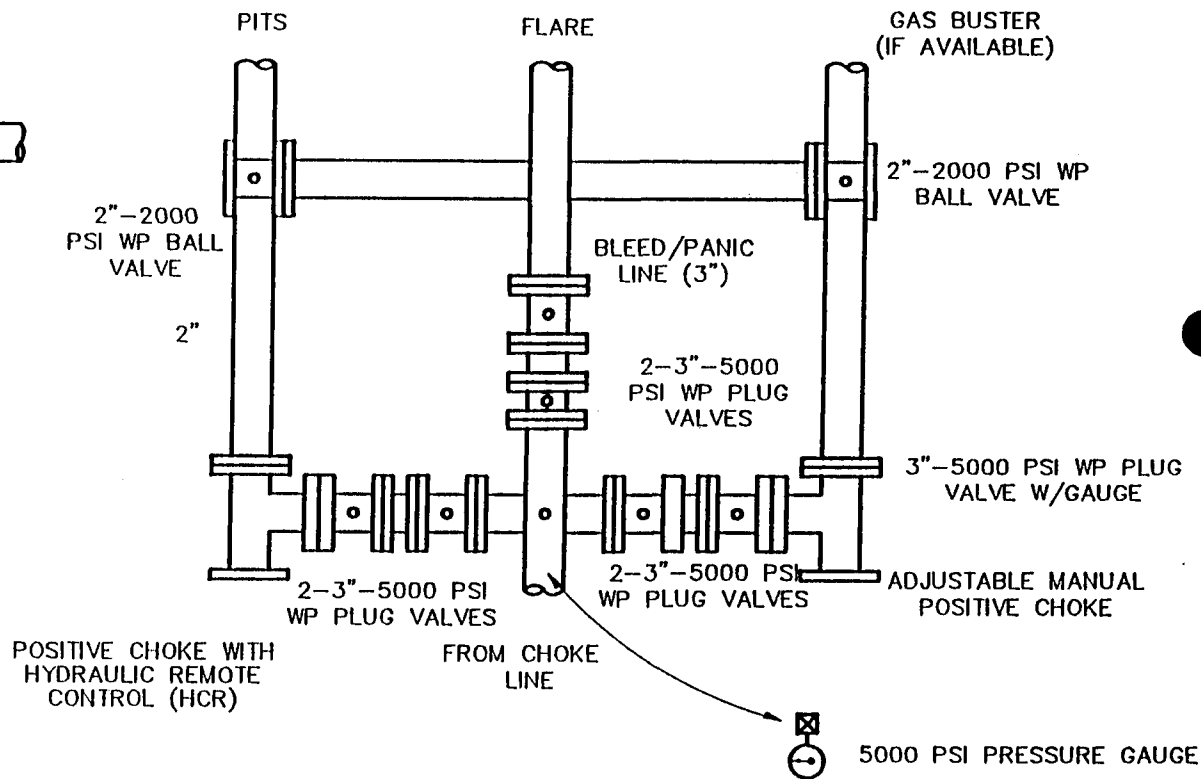 PITS
FLARE
GAS BUSTER
(IF AVAILABLE)
2"-2000
PSI WP BALL
VALVE
2"-2000 PSI WP
BALL VALVE
BLEED/PANIC
LINE (3")
2"
2-3"-5000
PSI WP PLUG
VALVES
3"-5000 PSI WP PLUG
VALVE W/GAUGE
2-3"-5000 PSI
WP PLUG VALVES
2-3"-5000 PSI
WP PLUG VALVES
ADJUSTABLE MANUAL
POSITIVE CHOKE
POSITIVE CHOKE WITH
HYDRAULIC REMOTE
CONTROL (HCR)
FROM CHOKE
LINE
5000 PSI PRESSURE GAUGE